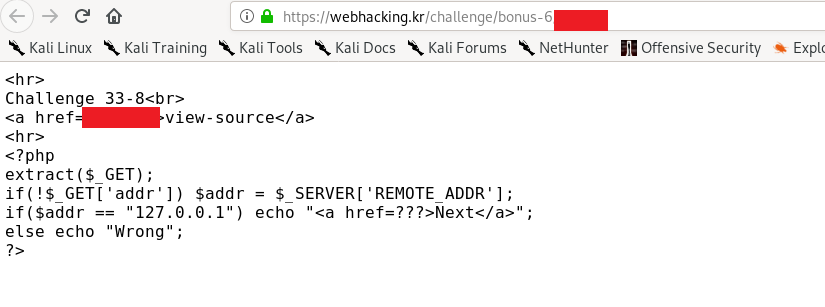 https://webhacking.kr/challenge/bonus-6
Kali Linux Kali Training Kali Tools Kali Docs Kali Forums NetHunter Offensive Security Explo
<hr>
Challenge 33-8<br>
<a href= >view-source</a>
<hr>
<?php
extract($_GET);
if(!$_GET['addr']) $addr = $_SERVER['REMOTE_ADDR'];
if($addr == "127.0.0.1") echo "<a href=???>Next</a>";
else echo "Wrong";
?>